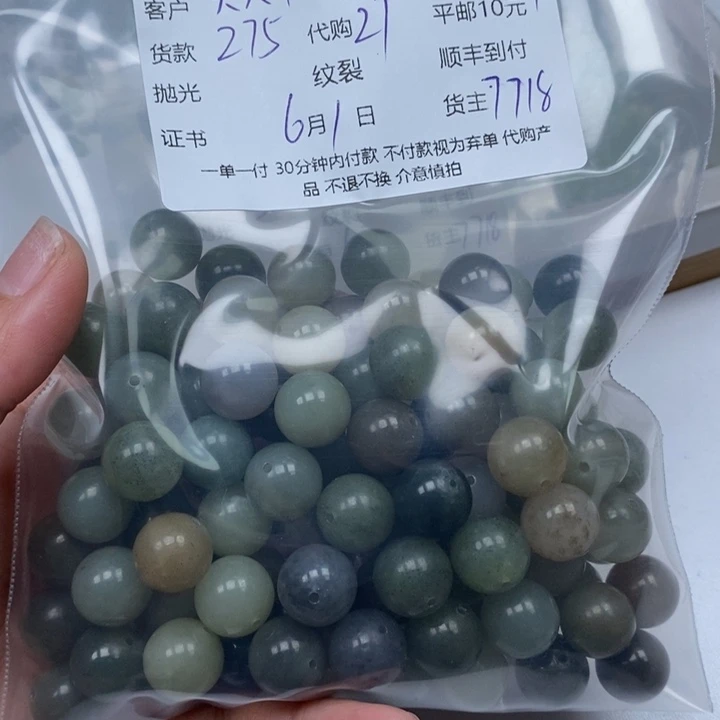 客户 平邮10元
货款 275 代购 27 顺丰到付
抛光 纹裂 货主 7718
证书 6月1日
一单一付 30分钟内付款 不付款视为弃单 代购产
品 不退不换 介意慎拍